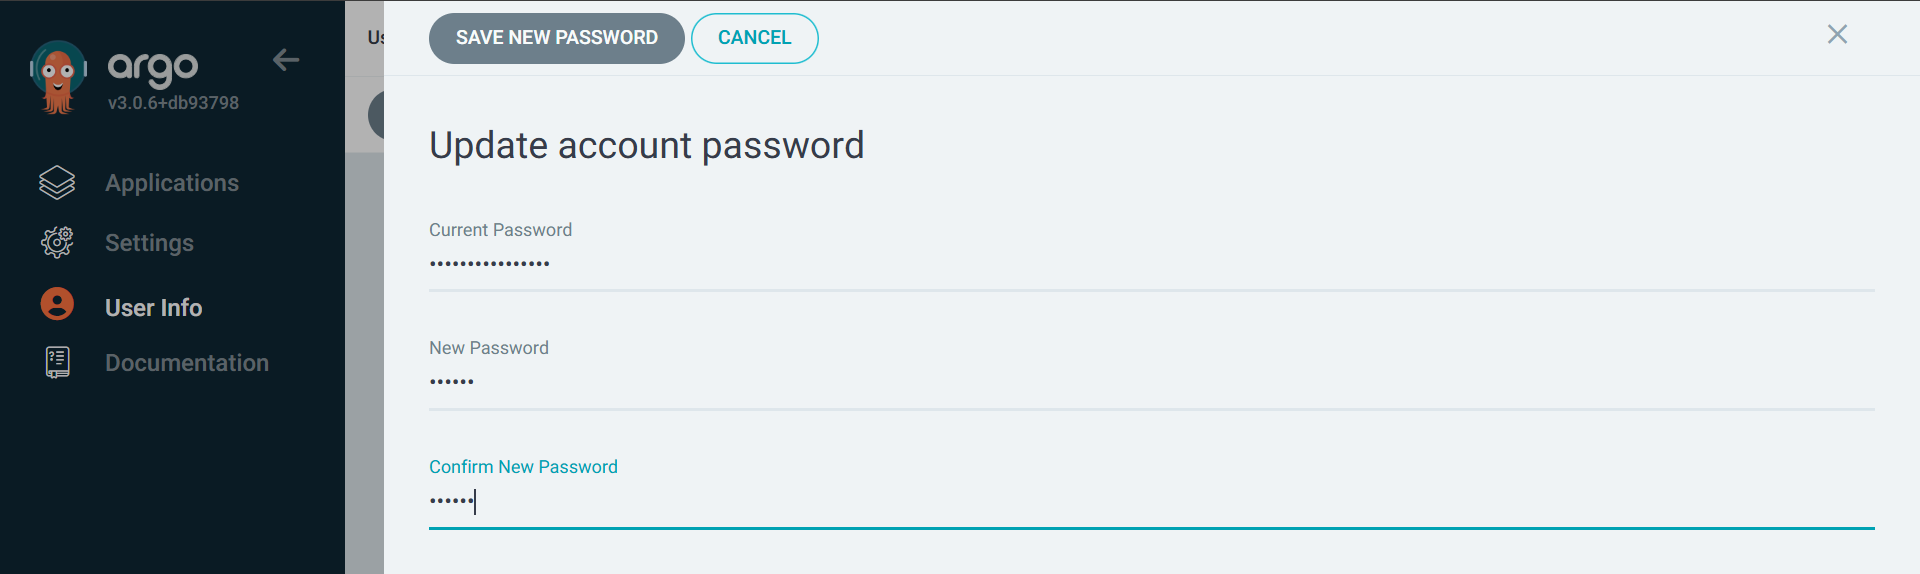 argo
v3.0.6+db93798
Applications
Settings
User Info
Documentation
SAVE NEW PASSWORD
CANCEL
Update account password
Current Password
••••••••••••••••
New Password
••••••
Confirm New Password
••••••